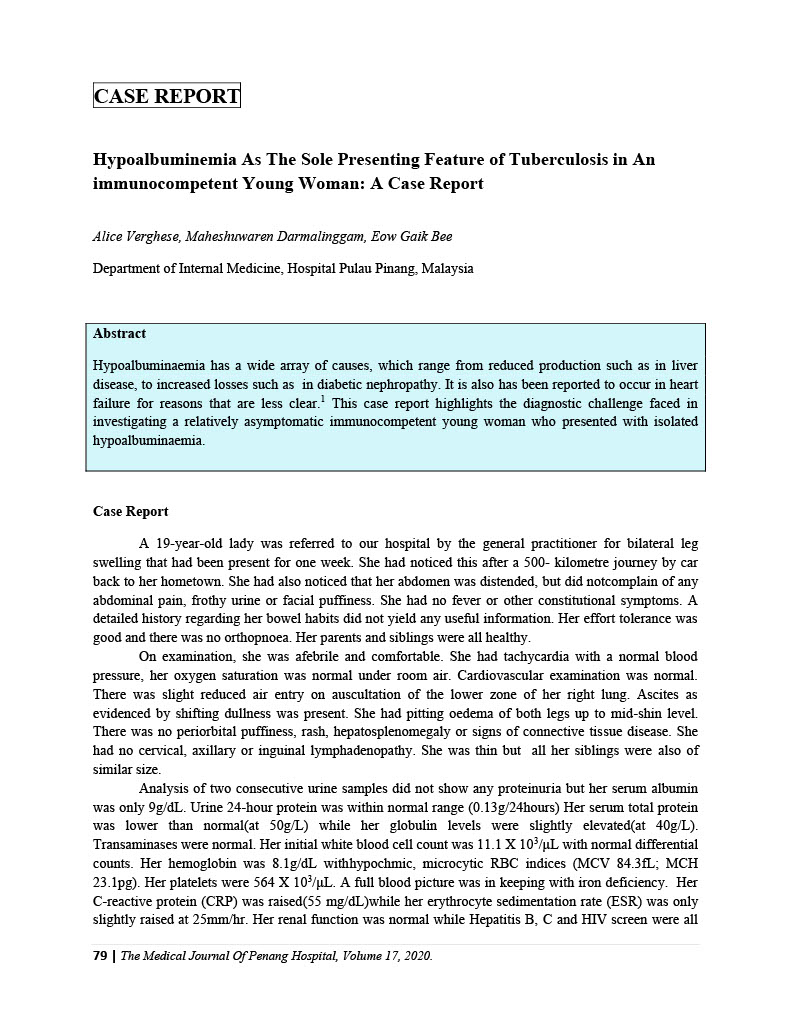 CASE REPORT
Hypoalbuminemia As The Sole Presenting Feature of Tuberculosis in An
immunocompetent Young Woman: A Case Report
Alice Verghese, Maheshuwaren Darmalinggam, Eow Gaik Bee
Department of Internal Medicine, Hospital Pulau Pinang, Malaysia
Abstract
Hypoalbuminaemia has a wide array of causes, which range from reduced production such as in liver
disease, to increased losses such as in diabetic nephropathy. It is also has been reported to occur in heart
failure for reasons that are less clear.¹ This case report highlights the diagnostic challenge faced in
investigating a relatively asymptomatic immunocompetent young woman who presented with isolated
hypoalbuminaemia.
Case Report
A 19-year-old lady was referred to our hospital by the general practitioner for bilateral leg
swelling that had been present for one week. She had noticed this after a 500- kilometre journey by car
back to her hometown. She had also noticed that her abdomen was distended, but did notcomplain of any
abdominal pain, frothy urine or facial puffiness. She had no fever or other constitutional symptoms. A
detailed history regarding her bowel habits did not yield any useful information. Her effort tolerance was
good and there was no orthopnoea. Her parents and siblings were all healthy.
On examination, she was afebrile and comfortable. She had tachycardia with a normal blood
pressure, her oxygen saturation was normal under room air. Cardiovascular examination was normal.
There was slight reduced air entry on auscultation of the lower zone of her right lung. Ascites as
evidenced by shifting dullness was present. She had pitting oedema of both legs up to mid-shin level.
There was no periorbital puffiness, rash, hepatosplenomegaly or signs of connective tissue disease. She
had no cervical, axillary or inguinal lymphadenopathy. She was thin but all her siblings were also of
similar size.
Analysis of two consecutive urine samples did not show any proteinuria but her serum albumin
was only 9g/dL. Urine 24-hour protein was within normal range (0.13g/24hours) Her serum total protein
was lower than normal(at 50g/L) while her globulin levels were slightly elevated(at 40g/L).
Transaminases were normal. Her initial white blood cell count was 11.1 X 10³/µL with normal differential
counts. Her hemoglobin was 8.1g/dL withhypochmic, microcytic RBC indices (MCV 84.3fL; MCH
23.1pg). Her platelets were 564 X 10³/µL. A full blood picture was in keeping with iron deficiency. Her
C-reactive protein (CRP) was raised(55 mg/dL)while her erythrocyte sedimentation rate (ESR) was only
slightly raised at 25mm/hr. Her renal function was normal while Hepatitis B, C and HIV screen were all
79 | The Medical Journal Of Penang Hospital, Volume 17, 2020.